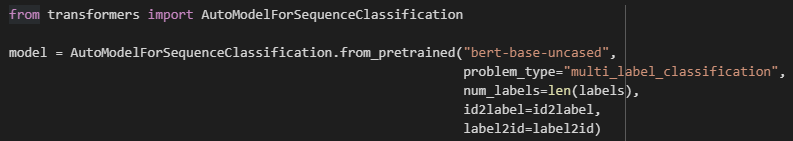 from transformers import AutoModelForSequenceClassification
model = AutoModelForSequenceClassification.from_pretrained("bert-base-uncased",
problem_type="multi_label_classification",
num_labels=len(labels),
id2label=id2label,
label2id=label2id)